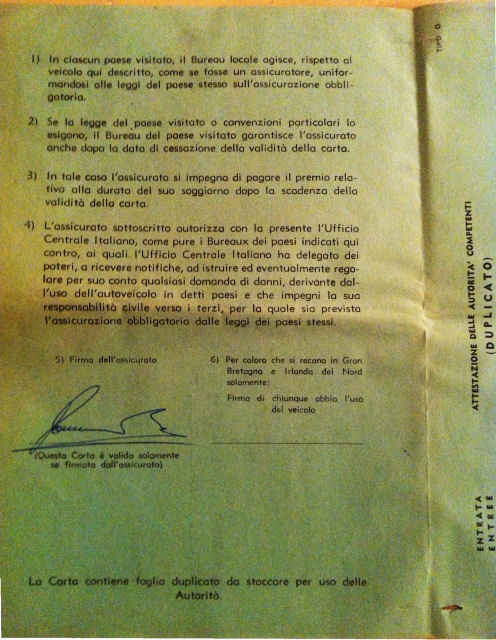 1) In ciascun paese visitato, il Bureau locale agisce, rispetto al
veicolo qui descritto, come se fosse un assicuratore, unifor-
mandosi alle leggi del paese stesso sull'assicurazione obbli-
gatoria.
2) Se la legge del paese visitato o convenzioni particolari lo
esigono, il Bureau del paese visitato garantisce l'assicurato
anche dopo la data di cessazione della validità della carta.
3) In tale caso l'assicurato si impegna di pagare il premio rela-
tivo alla durata del suo soggiorno dopo la scadenza della
validità della carta.
4) L'assicurato sottoscritto autorizza con la presente l'Ufficio
Centrale Italiano, come pure i Bureaux dei paesi indicati qui
contro, ai quali l'Ufficio Centrale Italiano ha delegato dei
poteri, a ricevere notifiche, ad istruire ed eventualmente rego-
lare per suo conto qualsiasi domanda di danni, derivante dal-
l'uso dell'autoveicolo in detti paesi e che impegni la sua
responsabilità civile verso i terzi, per la quale sia prevista
l'assicurazione obbligatoria dalle leggi dei paesi stessi.
5) Firma dell'assicurato
(Questa Carta è valida solamente
se firmata dall'assicurato)
6) Per coloro che si recano in Gran
Bretagna e Irlanda del Nord
solamente:
Firma di chiunque abbia l'uso
del veicolo
La Carta contiene foglio duplicato da staccare per uso delle
Autorità.
TIPO O
ATTESTAZIONE DELLE AUTORITA' COMPETENTI
(DUPLICATO)
ENTRATA
ENTREE